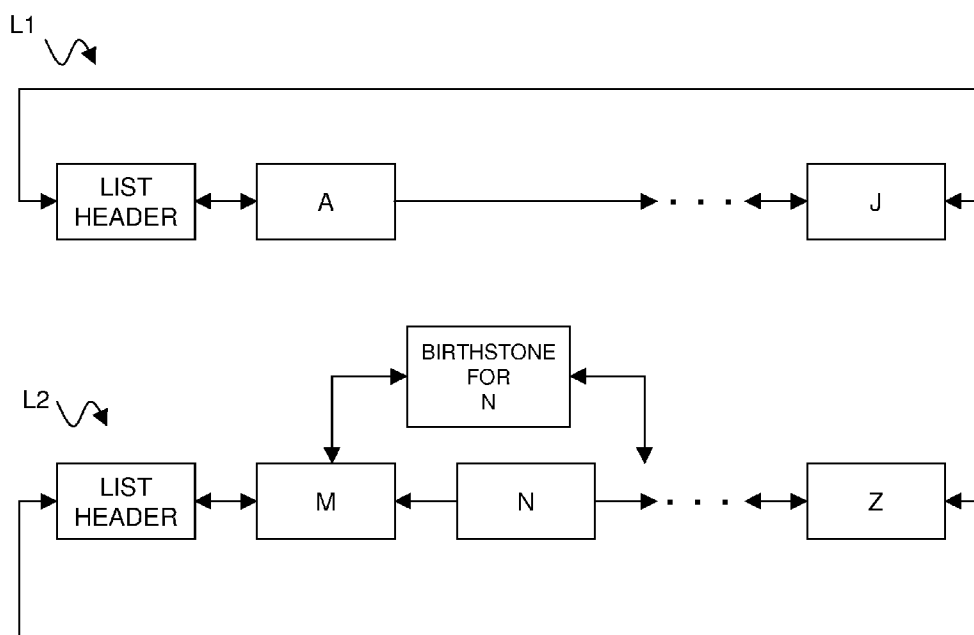 L1
LIST
HEADER
A
. . .
J
BIRTHSTONE
FOR
N
L2
LIST
HEADER
M
N
. . .
Z